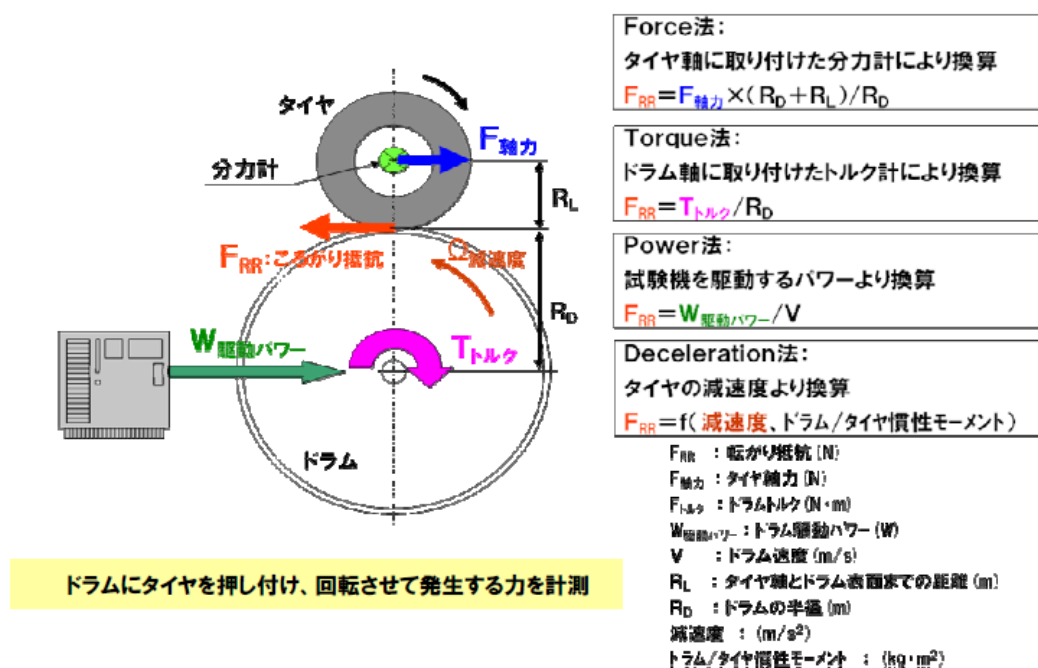 タイヤ
分力計
F軸力
RL
FRR:ころがり抵抗
Ω減速度
RD
W駆動パワー
Tトルク
ドラム
ドラムにタイヤを押し付け、回転させて発生する力を計測
Force法:
タイヤ軸に取り付けた分力計により換算
FRR=F軸力×(RD+RL)/RD
Torque法:
ドラム軸に取り付けたトルク計により換算
FRR=Tトルク/RD
Power法:
試験機を駆動するパワーより換算
FRR=W駆動パワー/V
Deceleration法:
タイヤの減速度より換算
FRR=f(減速度、ドラム/タイヤ慣性モーメント)
FRR :転がり抵抗(N)
F軸力 :タイヤ軸力(N)
Fトルク :ドラムトルク(N・m)
W駆動パワー:ドラム駆動パワー(W)
V :ドラム速度(m/s)
RL :タイヤ軸とドラム表面までの距離(m)
RD :ドラムの半径(m)
減速度 : (m/s²)
ドラム/タイヤ慣性モーメント : (kg・m²)